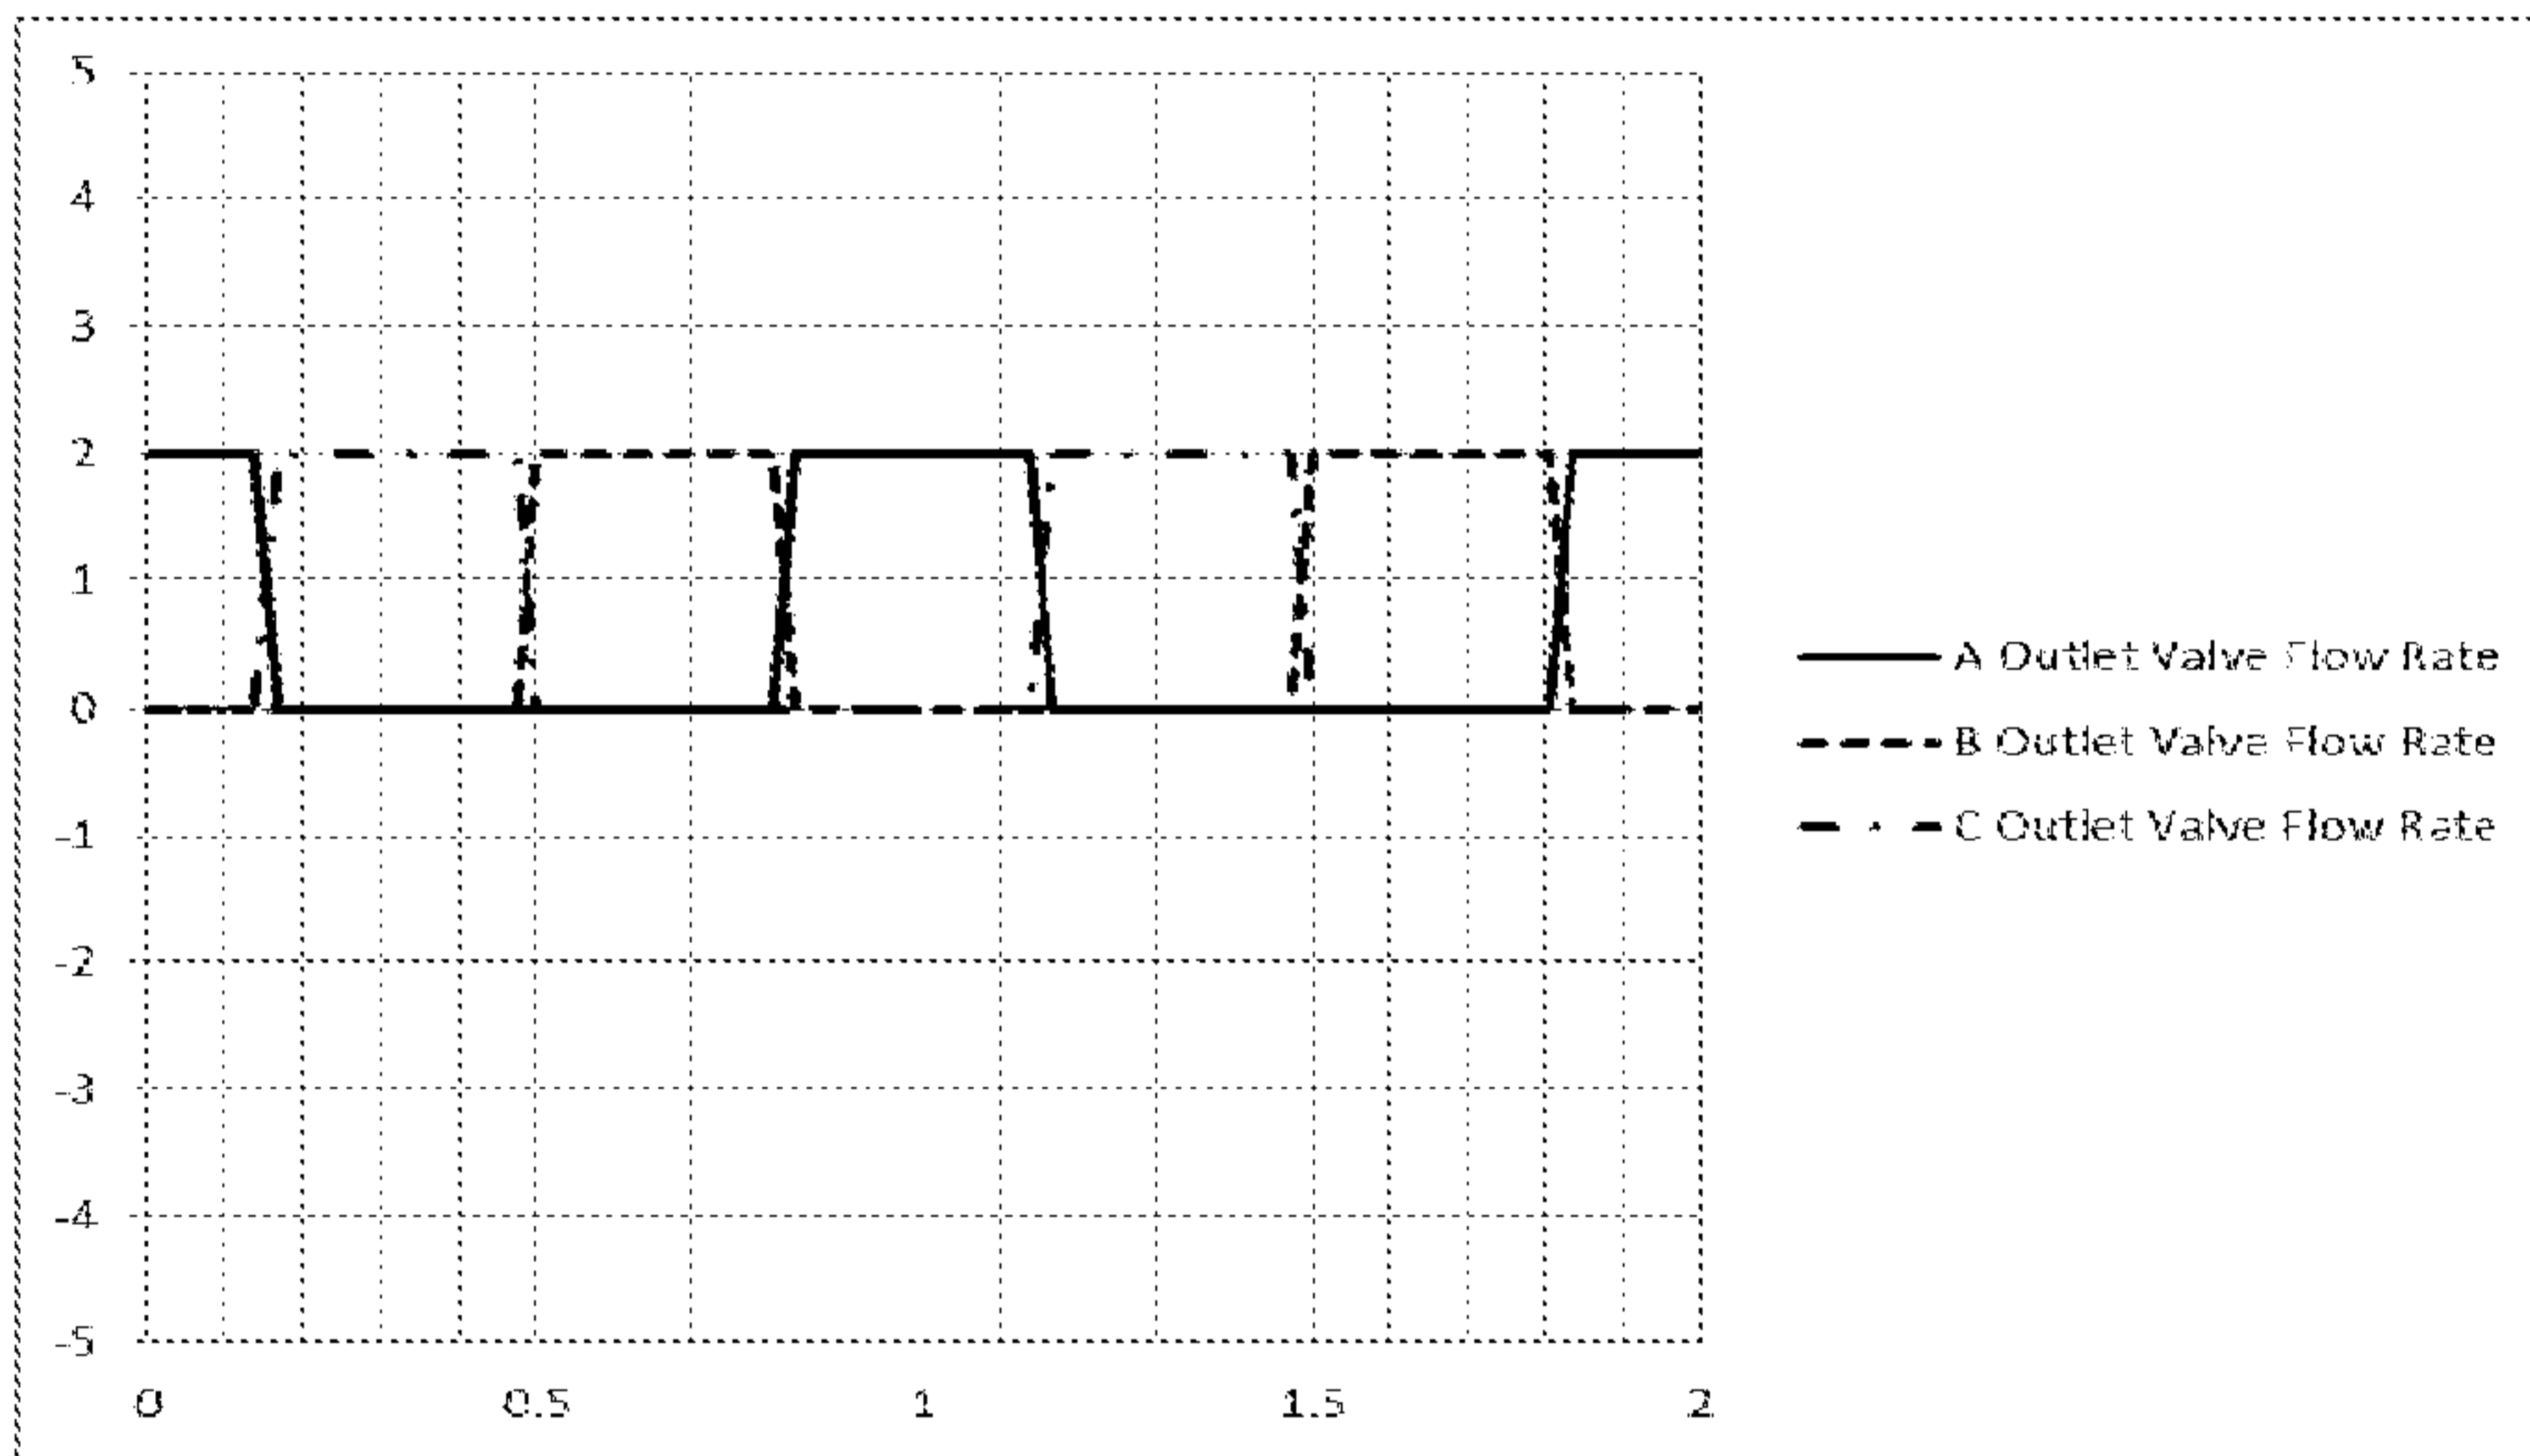 5
4
3
2
1
0
-1
-2
-3
-4
-5
0 0.5 1 1.5 2
A Outlet Valve Flow Rate
B Outlet Valve Flow Rate
C Outlet Valve Flow Rate